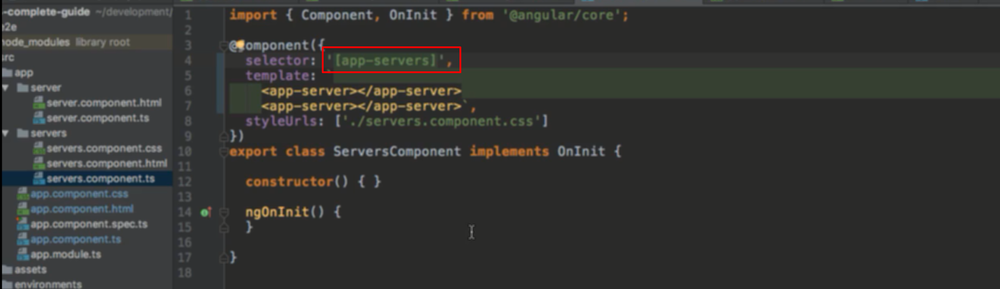 -complete-guide ~/development/
e2e
node_modules library root
src
app
server
server.component.html
server.component.ts
servers
servers.component.css
servers.component.html
servers.component.ts
app.component.css
app.component.html
app.component.spec.ts
app.component.ts
app.module.ts
assets
environments
1 import { Component, OnInit } from '@angular/core';
2
3 @Component({
4 selector: '[app-servers]',
5 template: `
6 <app-server></app-server>
7 <app-server></app-server>`,
8 styleUrls: ['./servers.component.css']
9 })
10 export class ServersComponent implements OnInit {
11
12 constructor() { }
13
14 ngOnInit() {
15 }
16
17 }
18